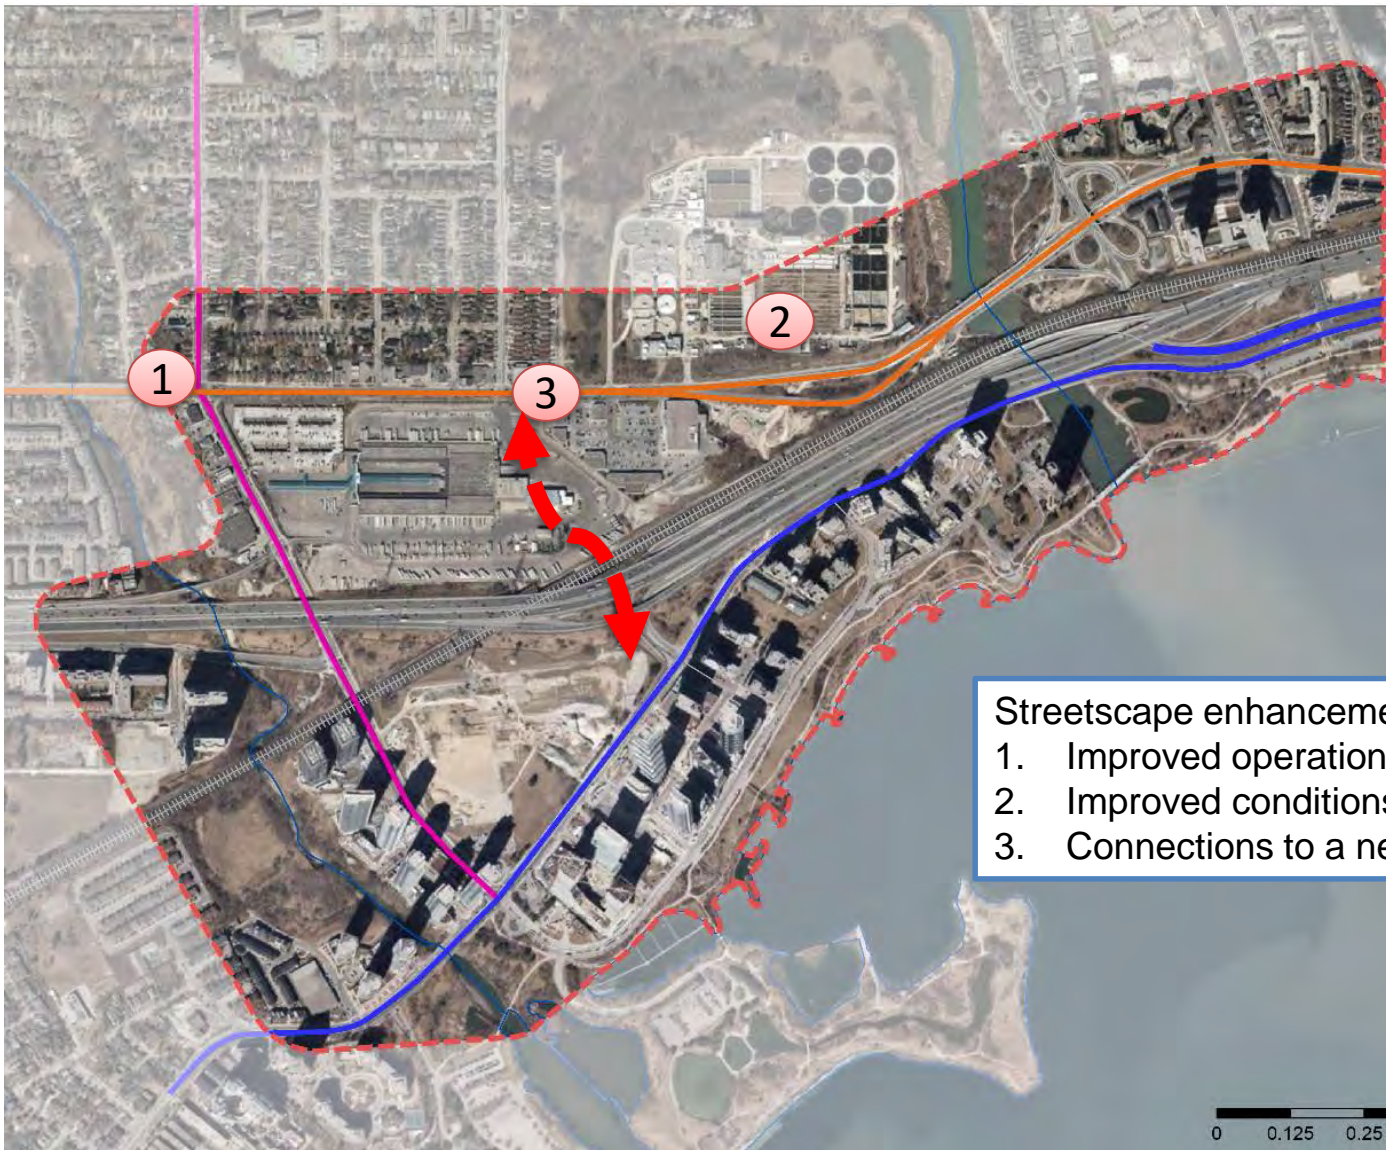 1
2
3
Streetscape enhanceme
1. Improved operation
2. Improved conditions
3. Connections to a ne
0 0.125 0.25